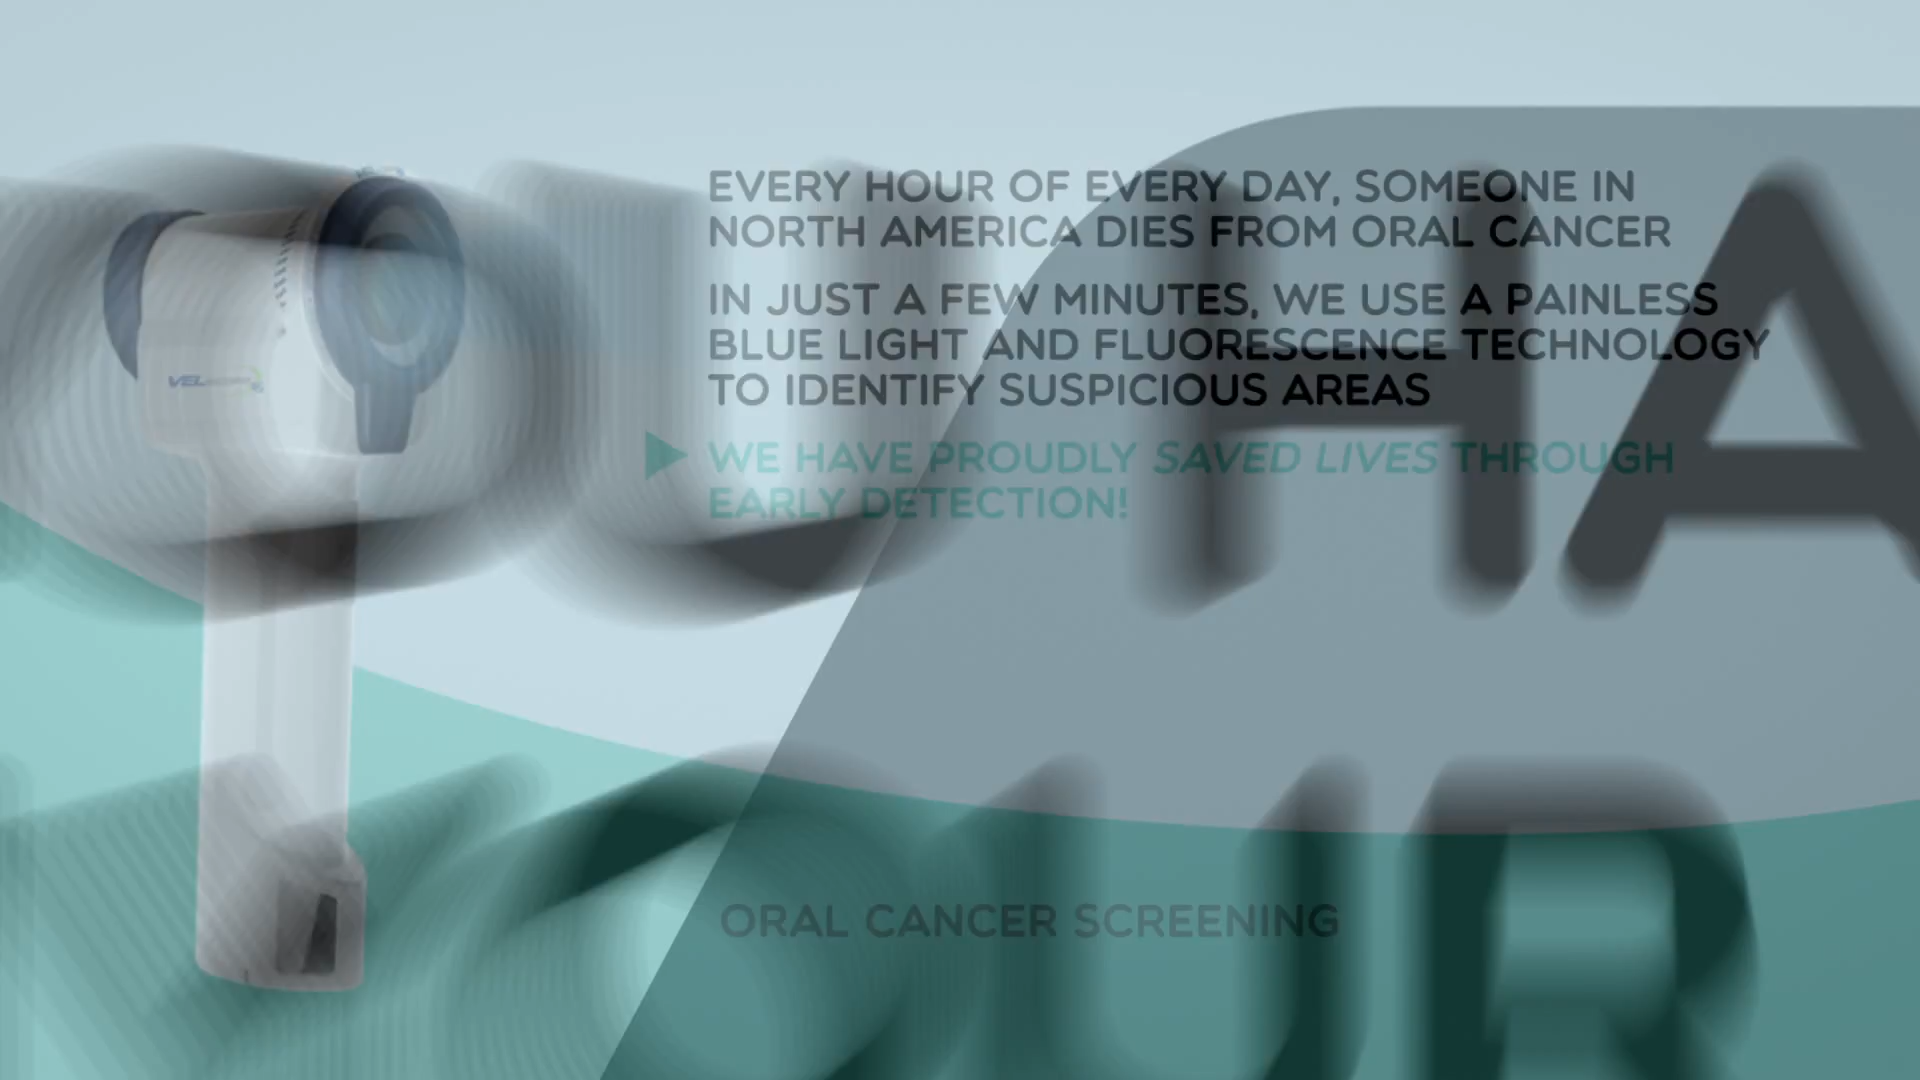 EVERY HOUR OF EVERY DAY, SOMEONE IN
NORTH AMERICA DIES FROM ORAL CANCER
IN JUST A FEW MINUTES, WE USE A PAINLESS
BLUE LIGHT AND FLUORESCENCE TECHNOLOGY
TO IDENTIFY SUSPICIOUS AREAS
WE HAVE PROUDLY SAVED LIVES THROUGH
EARLY DETECTION!
ORAL CANCER SCREENING